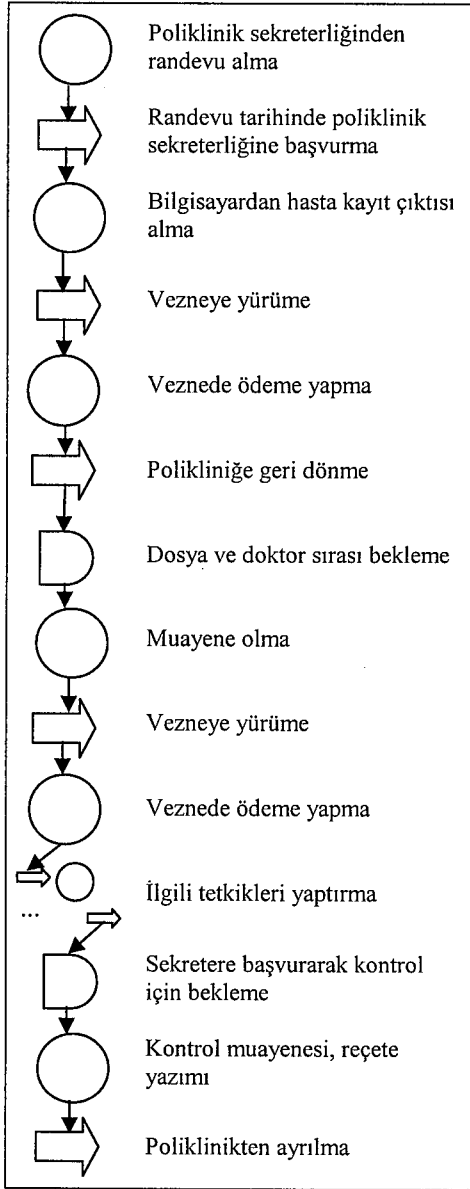 Poliklinik sekreterliğinden
randevu alma
Randevu tarihinde poliklinik
sekreterliğine başvurma
Bilgisayardan hasta kayıt çıktısı
alma
Vezneye yürüme
Veznede ödeme yapma
Polikliniğe geri dönme
Dosya ve doktor sırası bekleme
Muayene olma
Vezneye yürüme
Veznede ödeme yapma
İlgili tetkikleri yaptırma
...
Sekretere başvurarak kontrol
için bekleme
Kontrol muayenesi, reçete
yazımı
Poliklinikten ayrılma